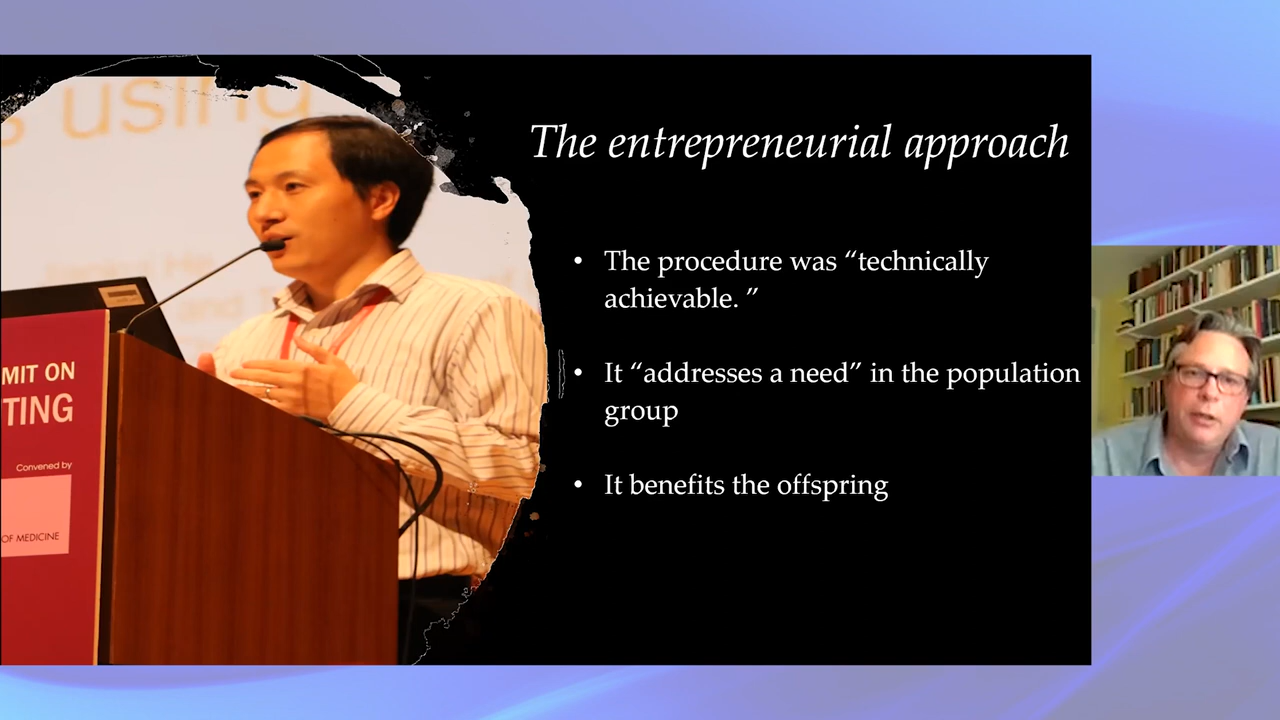 s using
The entrepreneurial approach
• The procedure was “technically
achievable. ”
• It “addresses a need” in the population
group
• It benefits the offspring
MIT ON
TING
Convened by
OF MEDICINE